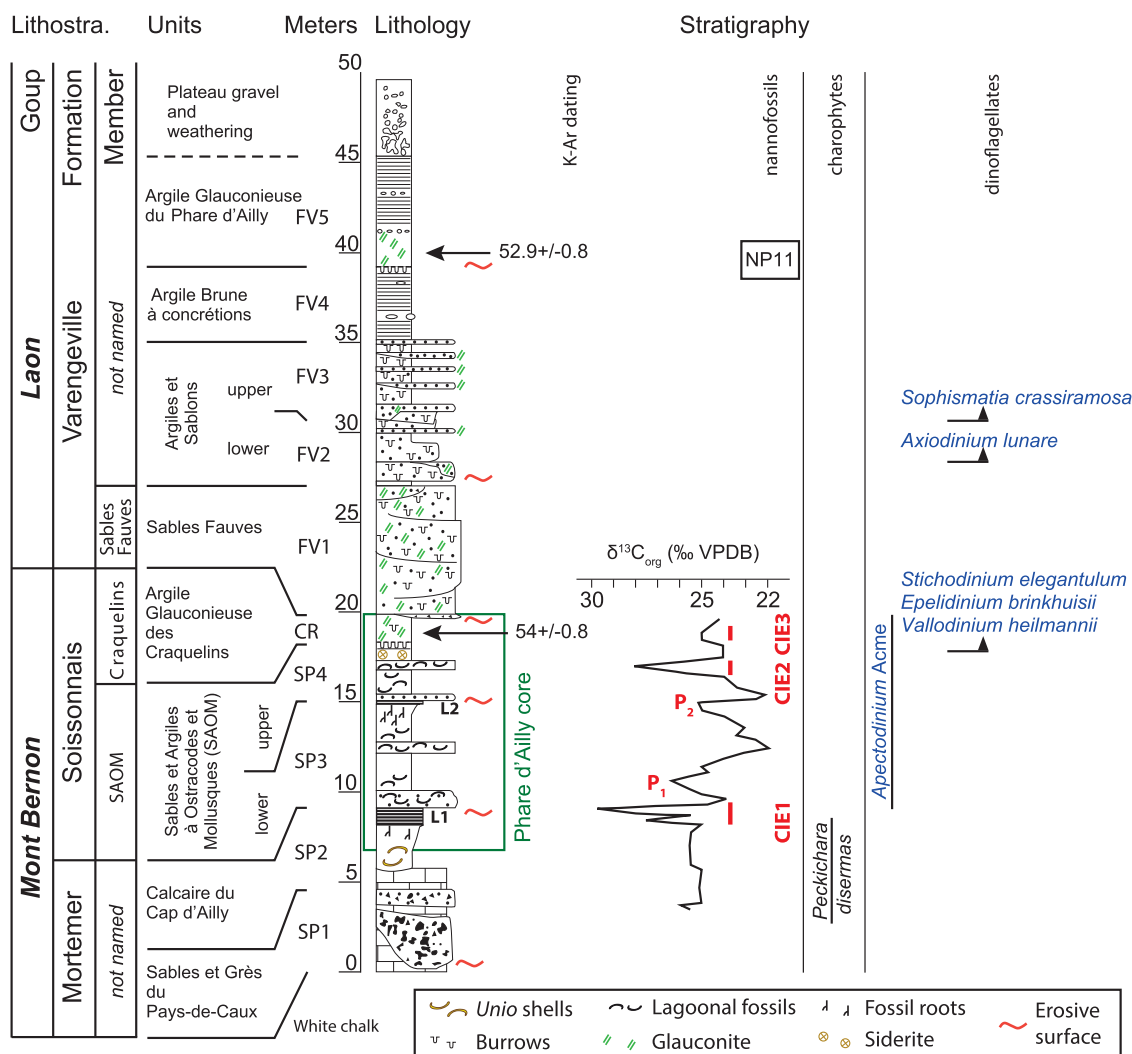 Lithostra.
Units
Meters
Lithology
Stratigraphy
Goup
Formation
Member
K-Ar dating
nannofossils
charophytes
dinoflagellates
Laon
Mont Bernon
Varengeville
Soissonnais
Mortemer
not named
Sables
Fauves
Craquelins
SAOM
not named
Plateau gravel
and
weathering
Argile Glauconieuse
du Phare d'Ailly
Argile Brune
à concrétions
Argiles et
Sablons
upper
lower
Sables Fauves
Argile
Glauconieuse
des
Craquelins
Sables et Argiles
à Ostracodes et
Mollusques (SAOM)
upper
lower
Calcaire du
Cap d'Ailly
Sables et Grès
du
Pays-de-Caux
FV5
FV4
FV3
FV2
FV1
CR
SP4
SP3
SP2
SP1
White chalk
50
45
40
35
30
25
20
15
10
5
0
L2
L1
Phare d'Ailly core
52.9+/-0.8
54+/-0.8
NP11
δ13Corg (‰ VPDB)
30 24 22
CIE3
CIE2
CIE1
P2
P1
Peckichara
disermas
Sophismatia crassiramosa
Axiodinium lunare
Stichodinium elegantulum
Epelidinium brinkhuisii
Vallodinium heilmannii
Apectodinium Acme
Unio shells
Lagoonal fossils
Fossil roots
Erosive
surface
Burrows
Glauconite
Siderite